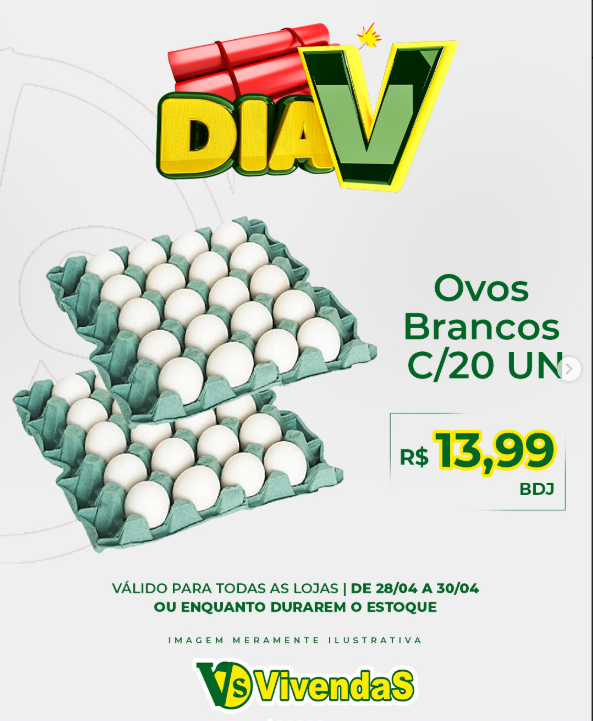 DIA V
Ovos
Brancos
C/20 UN
R$ 13,99
BDJ
VÁLIDO PARA TODAS AS LOJAS | DE 28/04 A 30/04
OU ENQUANTO DURAREM O ESTOQUE
IMAGEM MERAMENTE ILUSTRATIVA
VS VivendaS